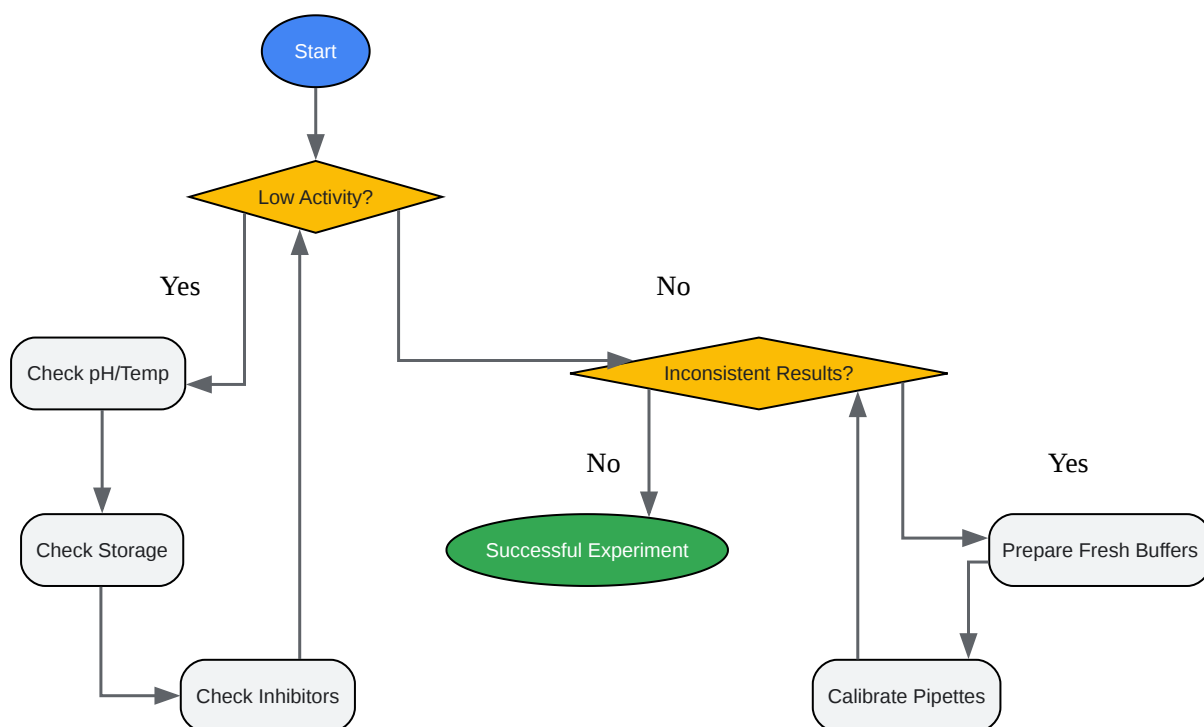 Start
Low Activity?
Yes
No
Check pH/Temp
Inconsistent Results?
No
Yes
Check Storage
Successful Experiment
Prepare Fresh Buffers
Check Inhibitors
Calibrate Pipettes